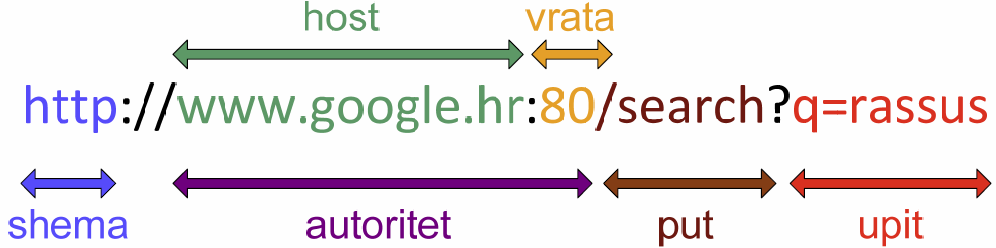 host vrata
http://www.google.hr:80/search?q=rassus
shema autoritet put upit